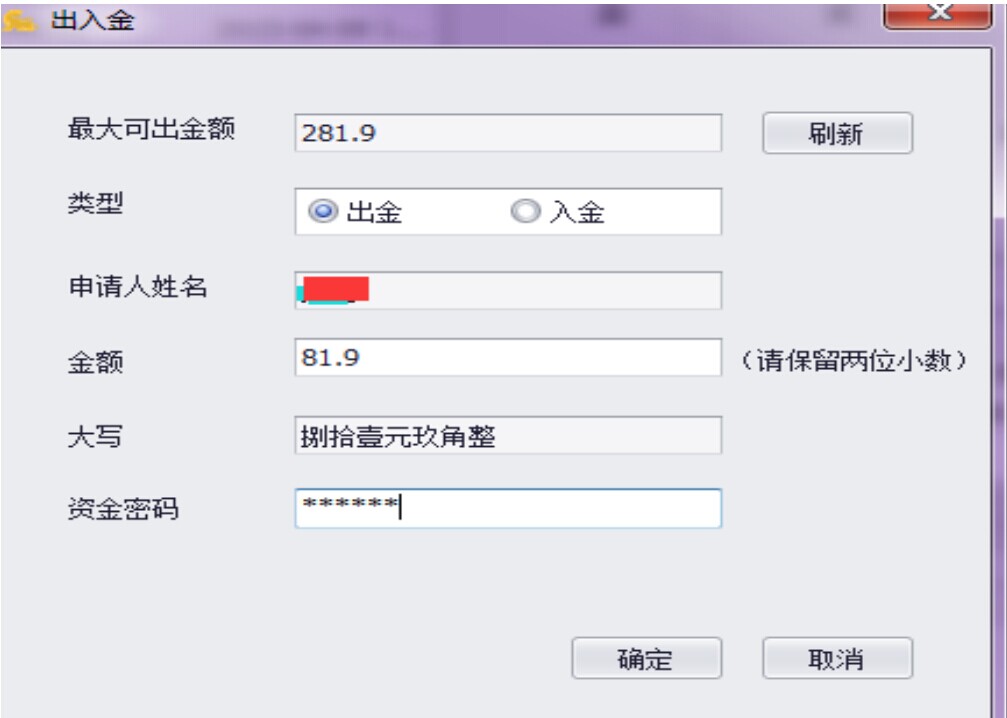 出入金
最大可出金额 281.9 刷新
类型 出金 入金
申请人姓名
金额 81.9 (请保留两位小数)
大写 捌拾壹元玖角整
资金密码 ******
确定 取消